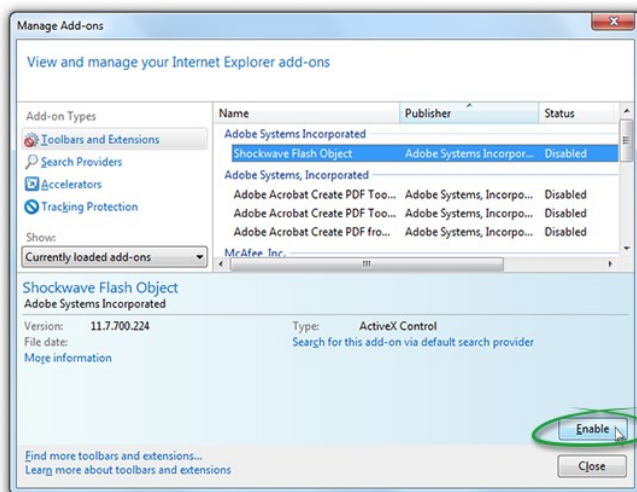 Manage Add-ons
View and manage your Internet Explorer add-ons
Add-on Types
Toolbars and Extensions
Search Providers
Accelerators
Tracking Protection
Show:
Currently loaded add-ons
Name Publisher Status
Adobe Systems Incorporated
Shockwave Flash Object Adobe Systems Incorpor... Disabled
Adobe Systems, Incorporated
Adobe Acrobat Create PDF Too... Adobe Systems, Incorpo... Disabled
Adobe Acrobat Create PDF Too... Adobe Systems, Incorpo... Disabled
Adobe Acrobat Create PDF fro... Adobe Systems, Incorpo... Disabled
McAfee, Inc.
Shockwave Flash Object
Adobe Systems Incorporated
Version: 11.7.700.224 Type: ActiveX Control
File date: Search for this add-on via default search provider
More information
Enable
Find more toolbars and extensions...
Learn more about toolbars and extensions
Close